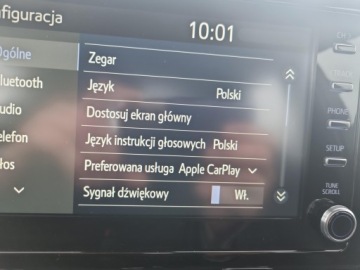 nfiguracja
10:01
Ogólne
Zegar
Język Polski
luetooth
Dostosuj ekran główny
udio
Język instrukcji głosowych Polski
elefon
Preferowana usługa Apple CarPlay
łos
Sygnał dźwiękowy Wł.
PHONE
SETUP
TUNE
SCROLL